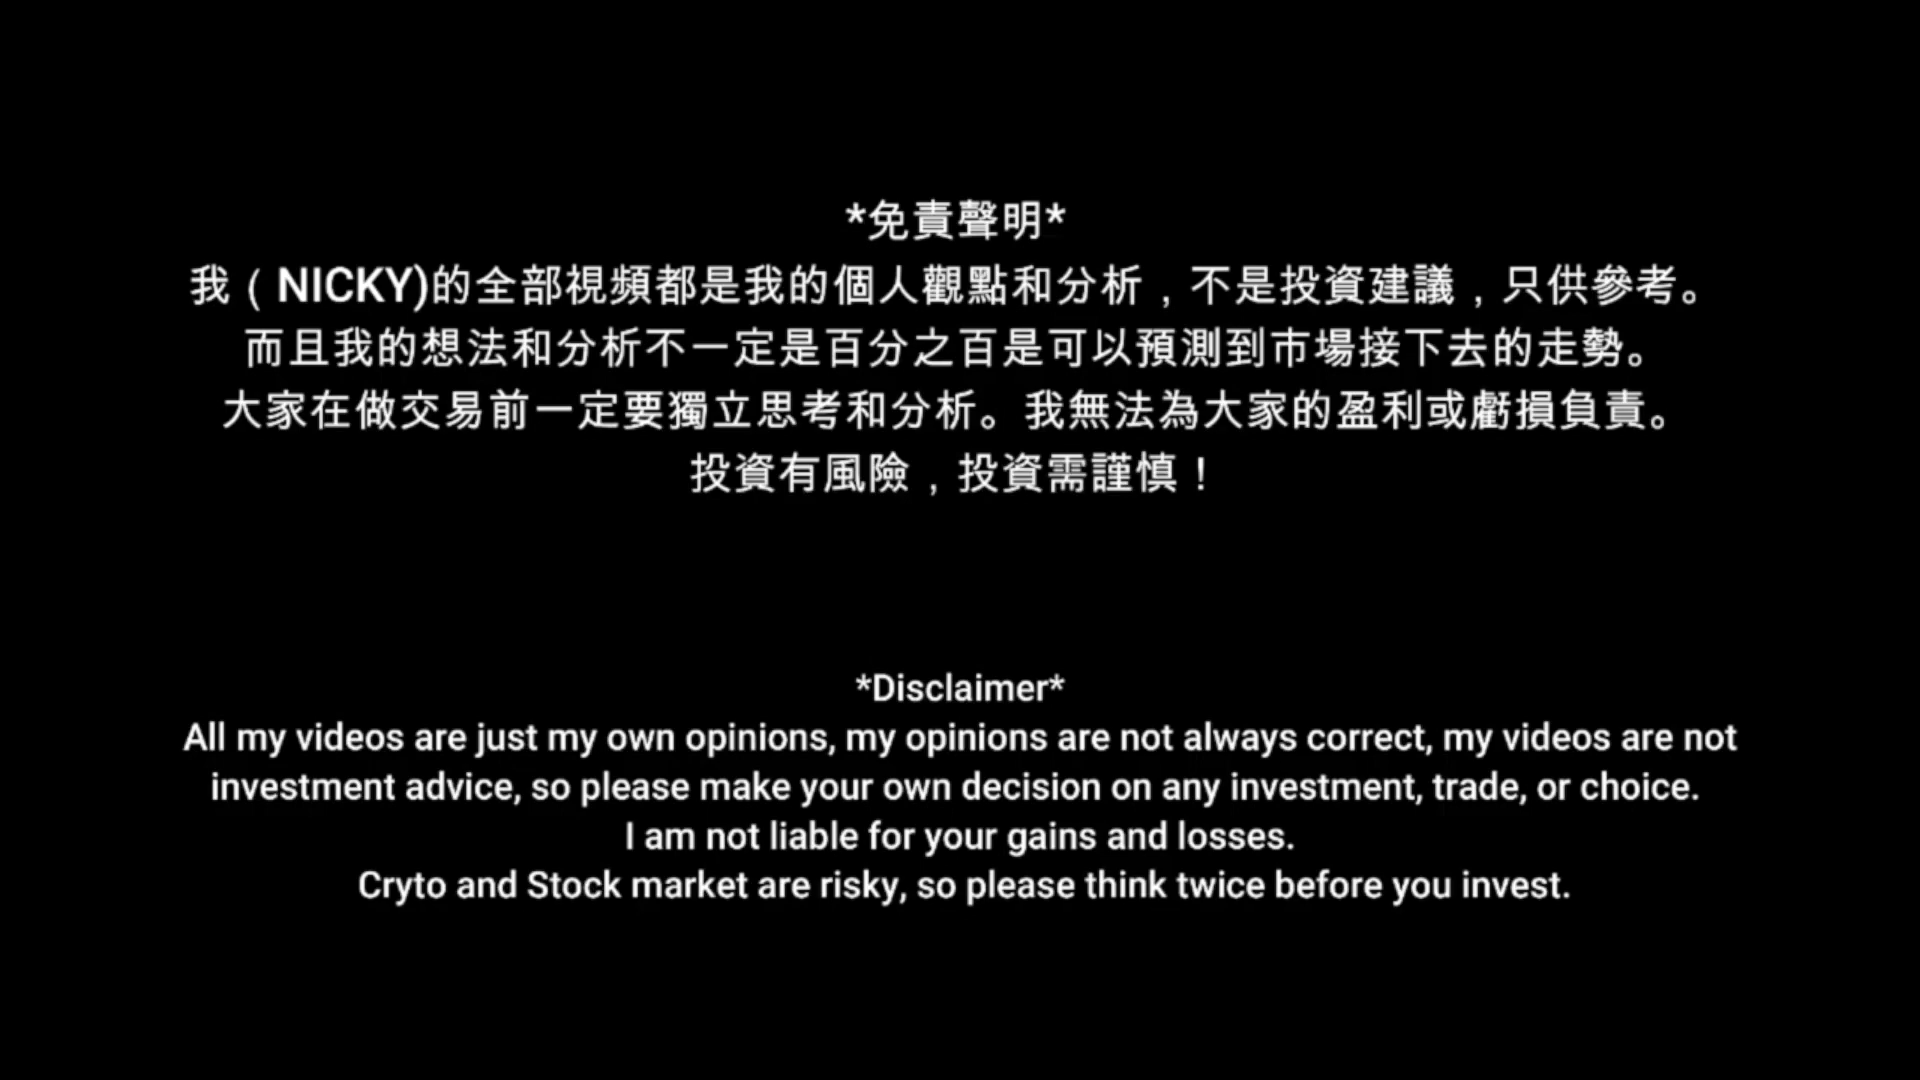 *免責聲明*
我（NICKY)的全部視頻都是我的個人觀點和分析，不是投資建議，只供參考。
而且我的想法和分析不一定是百分之百是可以預測到市場接下去的走勢。
大家在做交易前一定要獨立思考和分析。我無法為大家的盈利或虧損負責。
投資有風險，投資需謹慎！
*Disclaimer*
All my videos are just my own opinions, my opinions are not always correct, my videos are not
investment advice, so please make your own decision on any investment, trade, or choice.
I am not liable for your gains and losses.
Cryto and Stock market are risky, so please think twice before you invest.